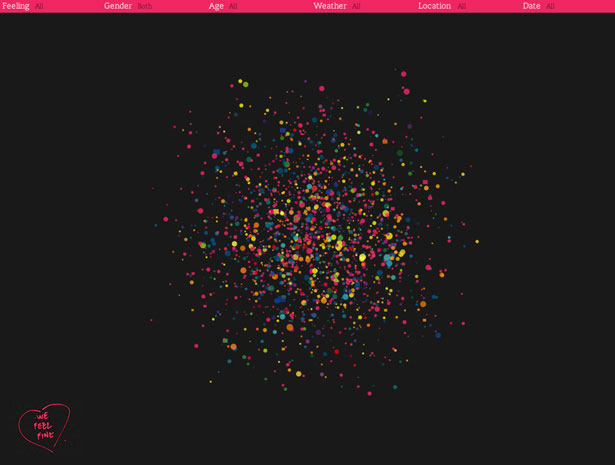 Feeling All Gender Both Age All Weather All Location All Date All
WE
FEEL
FINE